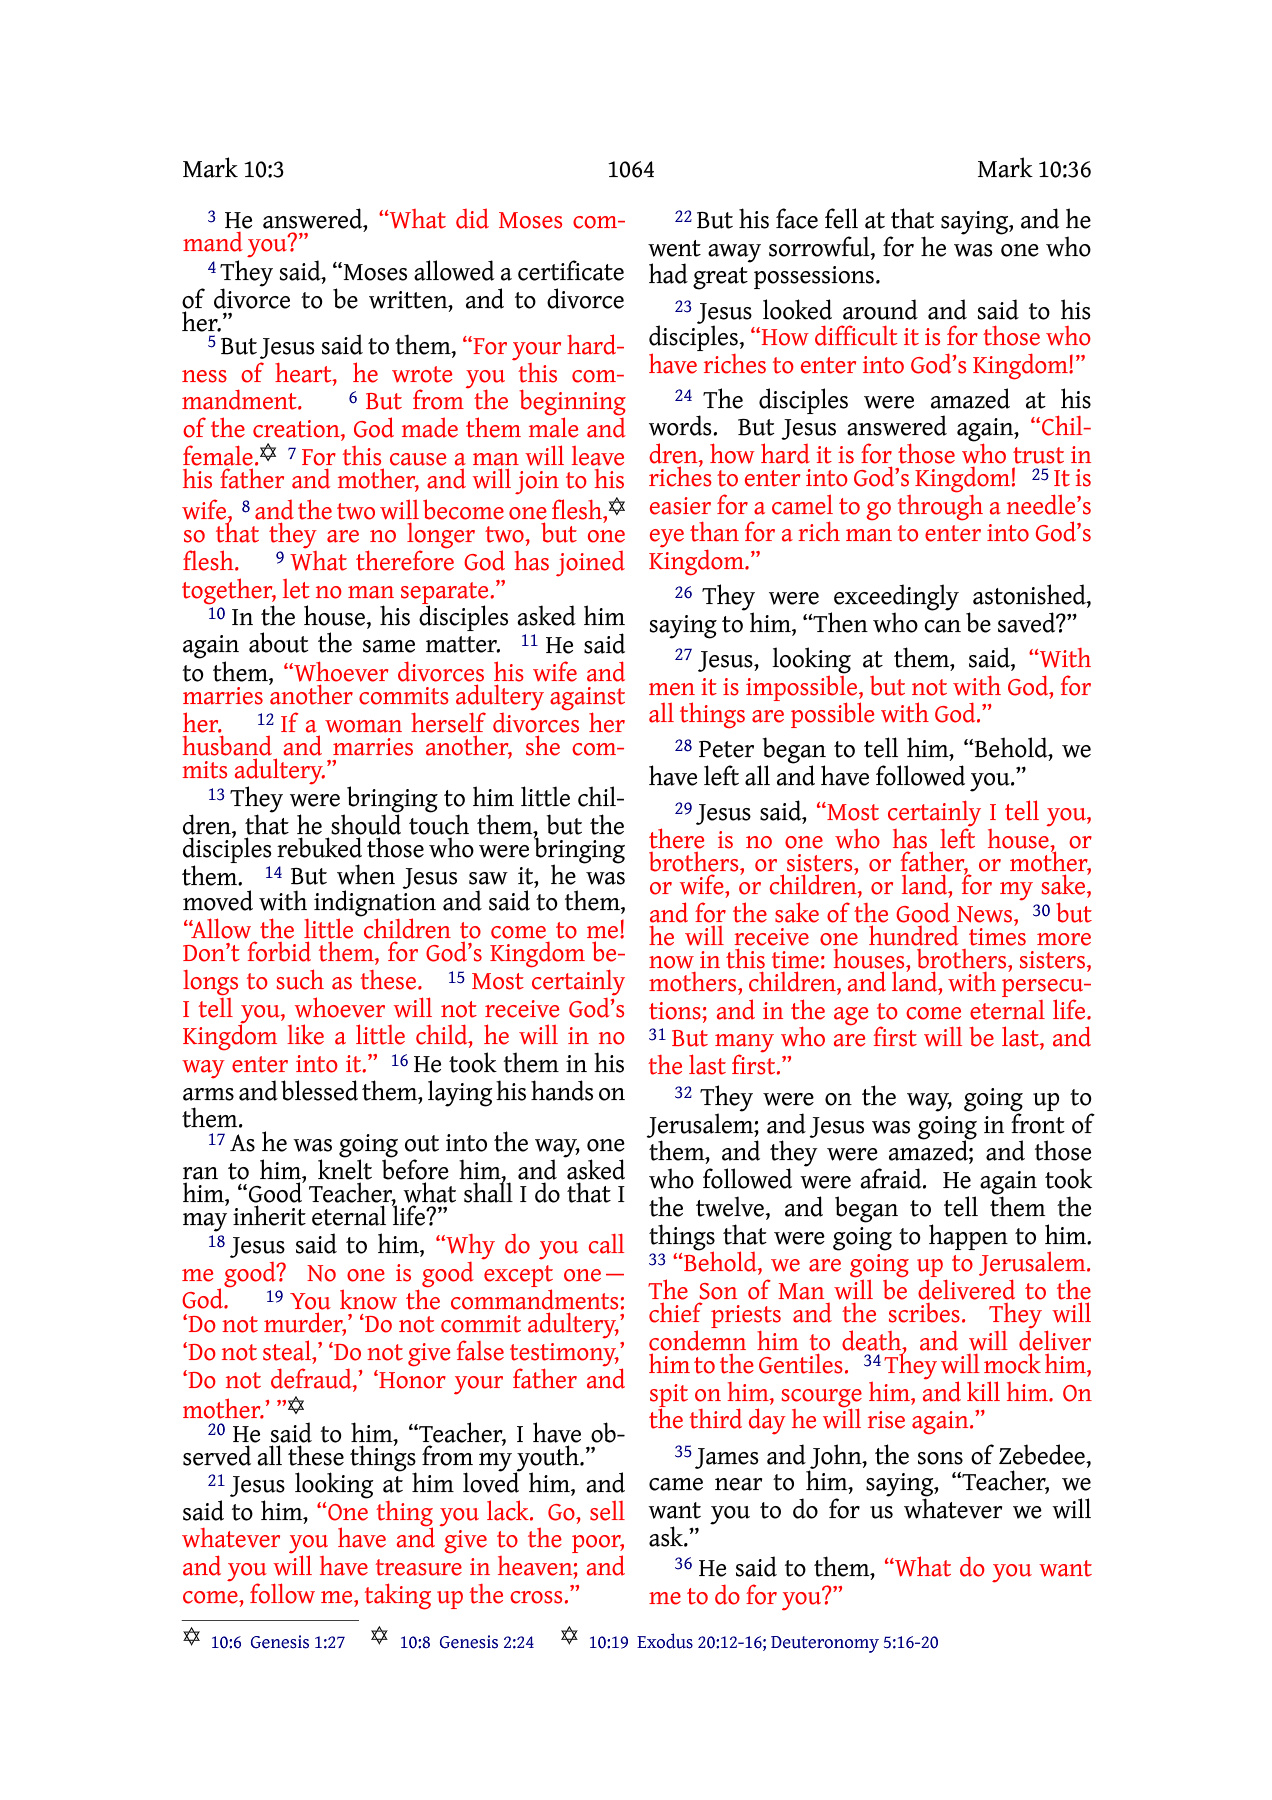 Mark 10:3 1064 Mark 10:36
3 He answered, “What did Moses com-
mand you?”
4 They said, “Moses allowed a certificate
of divorce to be written, and to divorce
her.”
5 But Jesus said to them, “For your hard-
ness of heart, he wrote you this com-
mandment. 6 But from the beginning
of the creation, God made them male and
female.✡ 7 For this cause a man will leave
his father and mother, and will join to his
wife, 8 and the two will become one flesh,✡
so that they are no longer two, but one
flesh. 9 What therefore God has joined
together, let no man separate.”
10 In the house, his disciples asked him
again about the same matter. 11 He said
to them, “Whoever divorces his wife and
marries another commits adultery against
her. 12 If a woman herself divorces her
husband and marries another, she com-
mits adultery.”
13 They were bringing to him little chil-
dren, that he should touch them, but the
disciples rebuked those who were bringing
them. 14 But when Jesus saw it, he was
moved with indignation and said to them,
“Allow the little children to come to me!
Don’t forbid them, for God’s Kingdom be-
longs to such as these. 15 Most certainly
I tell you, whoever will not receive God’s
Kingdom like a little child, he will in no
way enter into it.” 16 He took them in his
arms and blessed them, laying his hands on
them.
17 As he was going out into the way, one
ran to him, knelt before him, and asked
him, “Good Teacher, what shall I do that I
may inherit eternal life?”
18 Jesus said to him, “Why do you call
me good? No one is good except one—
God. 19 You know the commandments:
‘Do not murder,’ ‘Do not commit adultery,’
‘Do not steal,’ ‘Do not give false testimony,’
‘Do not defraud,’ ‘Honor your father and
mother.’ ”✡
20 He said to him, “Teacher, I have ob-
served all these things from my youth.”
21 Jesus looking at him loved him, and
said to him, “One thing you lack. Go, sell
whatever you have and give to the poor,
and you will have treasure in heaven; and
come, follow me, taking up the cross.”
22 But his face fell at that saying, and he
went away sorrowful, for he was one who
had great possessions.
23 Jesus looked around and said to his
disciples, “How difficult it is for those who
have riches to enter into God’s Kingdom!”
24 The disciples were amazed at his
words. But Jesus answered again, “Chil-
dren, how hard it is for those who trust in
riches to enter into God’s Kingdom! 25 It is
easier for a camel to go through a needle’s
eye than for a rich man to enter into God’s
Kingdom.”
26 They were exceedingly astonished,
saying to him, “Then who can be saved?”
27 Jesus, looking at them, said, “With
men it is impossible, but not with God, for
all things are possible with God.”
28 Peter began to tell him, “Behold, we
have left all and have followed you.”
29 Jesus said, “Most certainly I tell you,
there is no one who has left house, or
brothers, or sisters, or father, or mother,
or wife, or children, or land, for my sake,
and for the sake of the Good News, 30 but
he will receive one hundred times more
now in this time: houses, brothers, sisters,
mothers, children, and land, with persecu-
tions; and in the age to come eternal life.
31 But many who are first will be last, and
the last first.”
32 They were on the way, going up to
Jerusalem; and Jesus was going in front of
them, and they were amazed; and those
who followed were afraid. He again took
the twelve, and began to tell them the
things that were going to happen to him.
33 “Behold, we are going up to Jerusalem.
The Son of Man will be delivered to the
chief priests and the scribes. They will
condemn him to death, and will deliver
him to the Gentiles. 34 They will mock him,
spit on him, scourge him, and kill him. On
the third day he will rise again.”
35 James and John, the sons of Zebedee,
came near to him, saying, “Teacher, we
want you to do for us whatever we will
ask.”
36 He said to them, “What do you want
me to do for you?”
✡ 10:6 Genesis 1:27 ✡ 10:8 Genesis 2:24 ✡ 10:19 Exodus 20:12-16; Deuteronomy 5:16-20